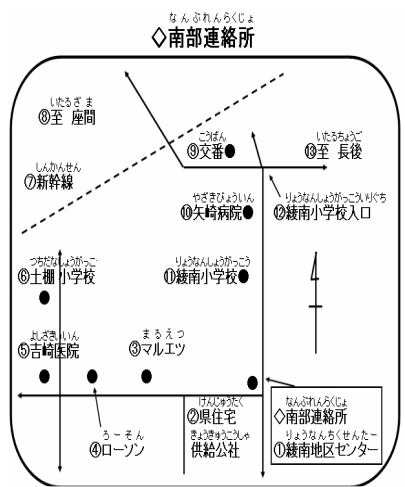 なんぶれんらくじょ
◇南部連絡所
いたるざま
⑧至 座間
こうばん
⑨交番●
いたるちょうご
⑬至 長後
しんかんせん
⑦新幹線
やざきびょういん
⑩矢崎病院●
りょうなんしょうがっこういりぐち
⑫綾南小学校入口
つちだなしょうがっこ
⑥土棚小学校
りょうなんしょうがっこう
⑪綾南小学校●
よしざきいいん
⑤吉崎医院
まるえつ
③マルエツ
ろーそん
④ローソン
けんじゅうたく
②県住宅
きょうきゅうこうしゃ
供給公社
なんぶれんらくじょ
◇南部連絡所
りょうなんちくせんたー
①綾南地区センター